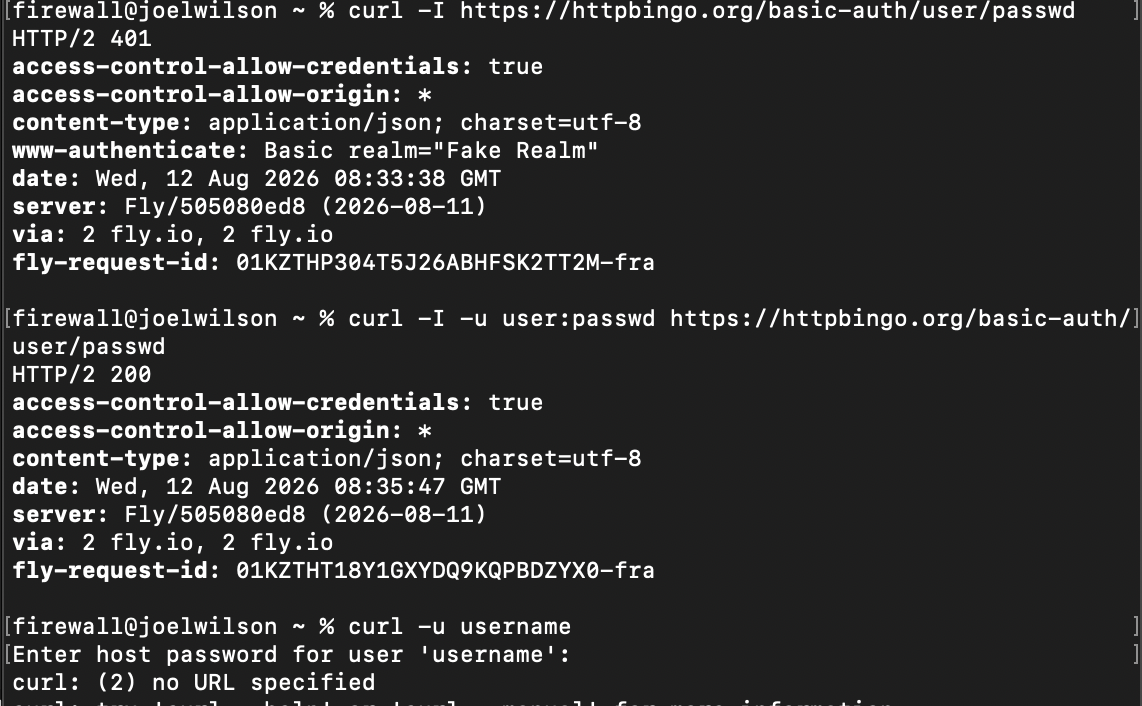 [firewall@joelwilson ~ % curl -I https://httpbingo.org/basic-auth/user/passwd ]
HTTP/2 401
access-control-allow-credentials: true
access-control-allow-origin: *
content-type: application/json; charset=utf-8
www-authenticate: Basic realm="Fake Realm"
date: Wed, 12 Aug 2026 08:33:38 GMT
server: Fly/505080ed8 (2026-08-11)
via: 2 fly.io, 2 fly.io
fly-request-id: 01KZTHP304T5J26ABHFSK2TT2M-fra
[firewall@joelwilson ~ % curl -I -u user:passwd https://httpbingo.org/basic-auth/]
user/passwd
HTTP/2 200
access-control-allow-credentials: true
access-control-allow-origin: *
content-type: application/json; charset=utf-8
date: Wed, 12 Aug 2026 08:35:47 GMT
server: Fly/505080ed8 (2026-08-11)
via: 2 fly.io, 2 fly.io
fly-request-id: 01KZTHT18Y1GXYDQ9KQPBDZYX0-fra
[firewall@joelwilson ~ % curl -u username ]
[Enter host password for user 'username': ]
curl: (2) no URL specified